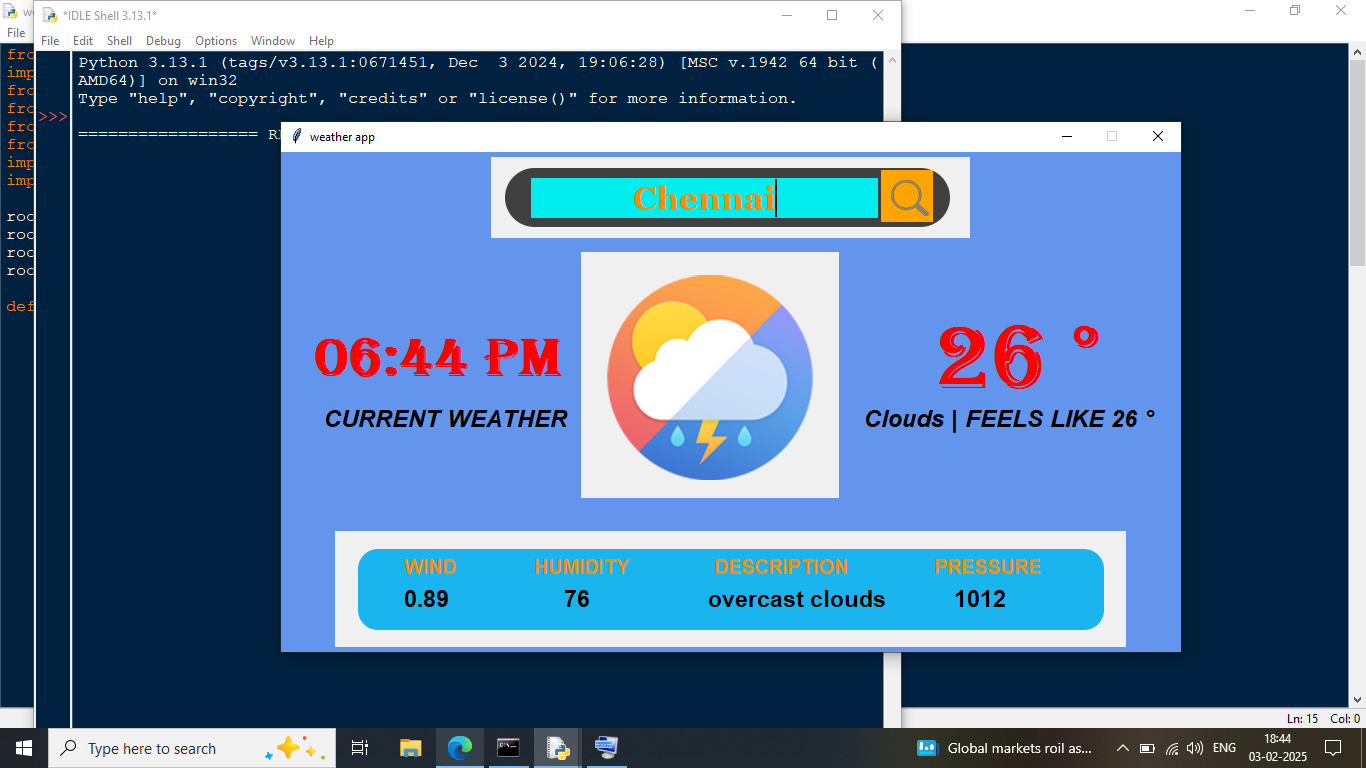 *IDLE Shell 3.13.1*
File
File Edit Shell Debug Options Window Help
Python 3.13.1 (tags/v3.13.1:0671451, Dec  3 2024, 19:06:28) [MSC v.1942 64 bit (
AMD64)] on win32
Type "help", "copyright", "credits" or "license()" for more information.
>>>
==================
fro
imp
fro
fro
fro
fro
imp
imp
roo
roo
roo
roo
def
weather app
Chennai
06:44 PM
CURRENT WEATHER
26 °
Clouds | FEELS LIKE 26 °
WIND HUMIDITY DESCRIPTION PRESSURE
0.89 76 overcast clouds 1012
Ln: 15 Col: 0
Type here to search
Global markets roil as...
ENG
18:44
03-02-2025